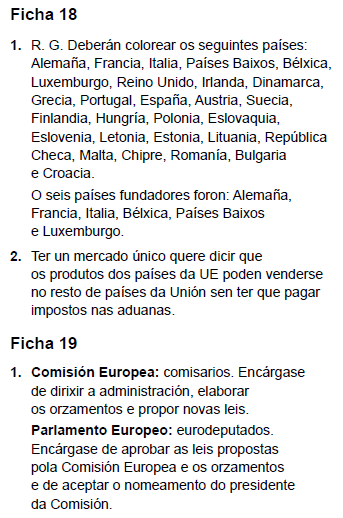 Ficha 18
1. R. G. Deberán colorear os seguintes países:
Alemaña, Francia, Italia, Países Baixos, Bélxica,
Luxemburgo, Reino Unido, Irlanda, Dinamarca,
Grecia, Portugal, España, Austria, Suecia,
Finlandia, Hungría, Polonia, Eslovaquia,
Eslovenia, Letonia, Estonia, Lituania, República
Checa, Malta, Chipre, Romanía, Bulgaria
e Croacia.
O seis países fundadores foron: Alemaña,
Francia, Italia, Bélxica, Países Baixos
e Luxemburgo.
2. Ter un mercado único quere dicir que
os produtos dos países da UE poden venderse
no resto de países da Unión sen ter que pagar
impostos nas aduanas.
Ficha 19
1. Comisión Europea: comisarios. Encárgase
de dirixir a administración, elaborar
os orzamentos e propor novas leis.
Parlamento Europeo: eurodeputados.
Encárgase de aprobar as leis propostas
pola Comisión Europea e os orzamentos
e de aceptar o nomeamento do presidente
da Comisión.